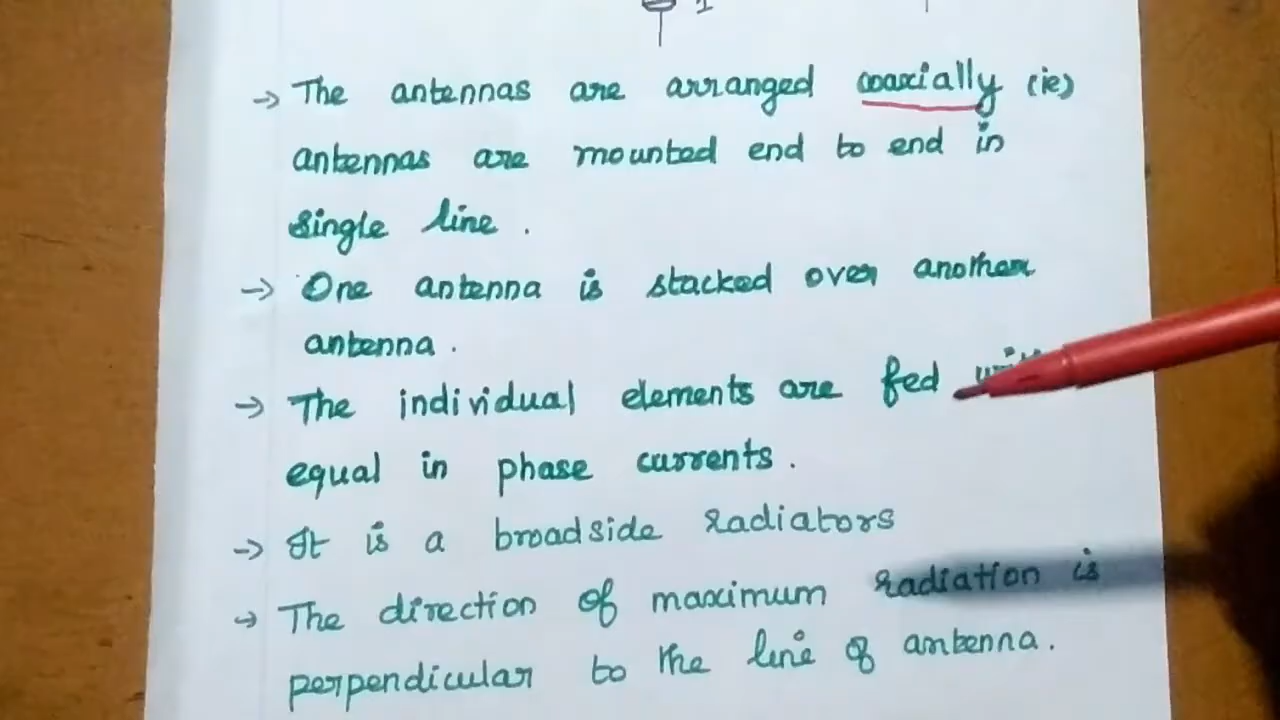 1
→ The antennas are arranged coaxially (ie)
antennas are mounted end to end in
single line .
→ One antenna is stacked over another
antenna .
→ The individual elements are fed with
equal in phase currents .
→ It is a broadside radiators
→ The direction of maximum radiation is
perpendicular to the line of antenna .